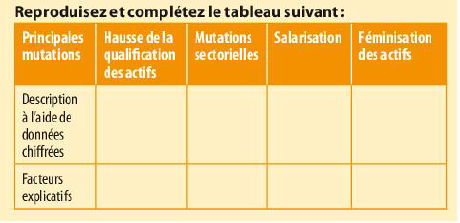 Reproduisez et complétez le tableau suivant :
Principales mutations
Hausse de la qualification des actifs
Mutations sectorielles
Salarisation
Féminisation des actifs
Description à l'aide de données chiffrées
Facteurs explicatifs